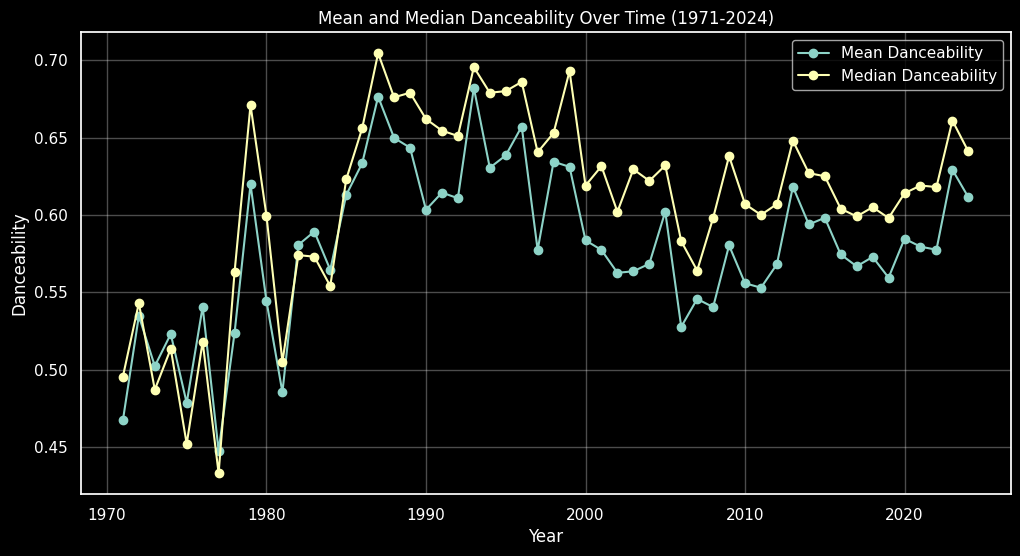 Mean and Median Danceability Over Time (1971-2024)
Mean Danceability
Median Danceability
Danceability
0.70
0.65
0.60
0.55
0.50
0.45
1970 1980 1990 2000 2010 2020
Year